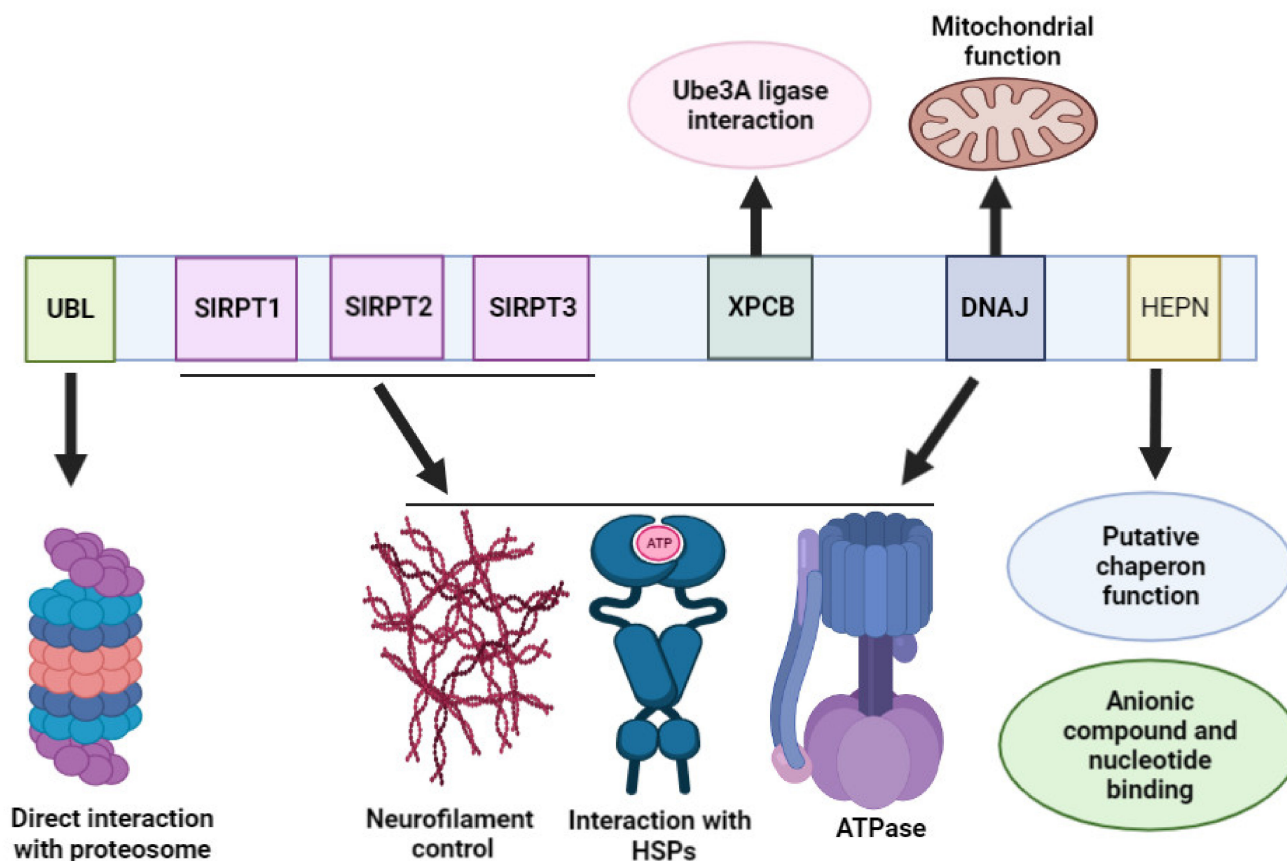 Mitochondrial
function
Ube3A ligase
interaction
UBL
SIRPT1
SIRPT2
SIRPT3
XPCB
DNAJ
HEPN
ATP
Putative
chaperon
function
Anionic
compound and
nucleotide
binding
Direct interaction
with proteosome
Neurofilament
control
Interaction with
HSPs
ATPase